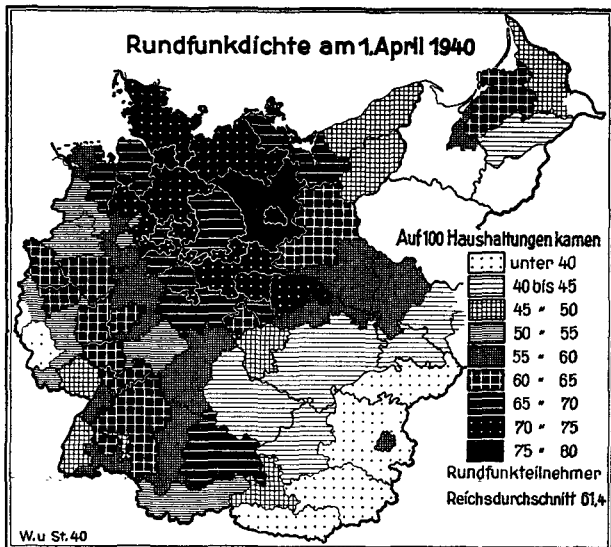 Rundfunkdichte am 1.April 1940
Auf 100 Haushaltungen kamen
unter 40
40 bis 45
45 " 50
50 " 55
55 " 60
60 " 65
65 " 70
70 " 75
75 " 80
Rundfunkteilnehmer
Reichsdurchschnitt 61,4
W.u St.40